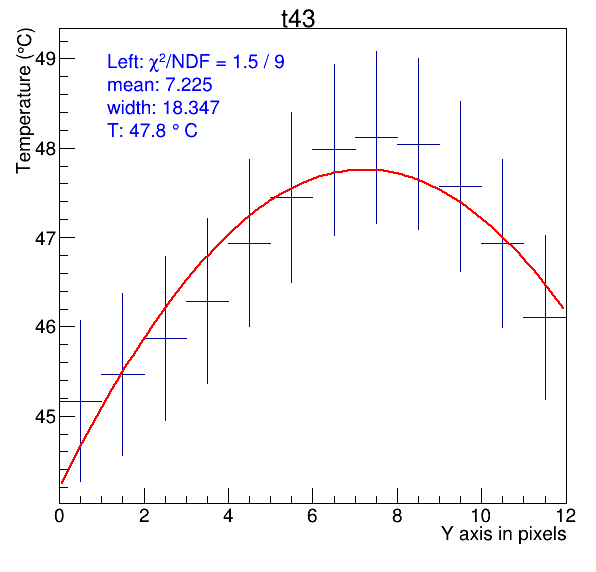 t43
Temperature (°C)
Left: χ²/NDF = 1.5 / 9
mean: 7.225
width: 18.347
T: 47.8 ° C
49
48
47
46
45
0 2 4 6 8 10 12
Y axis in pixels